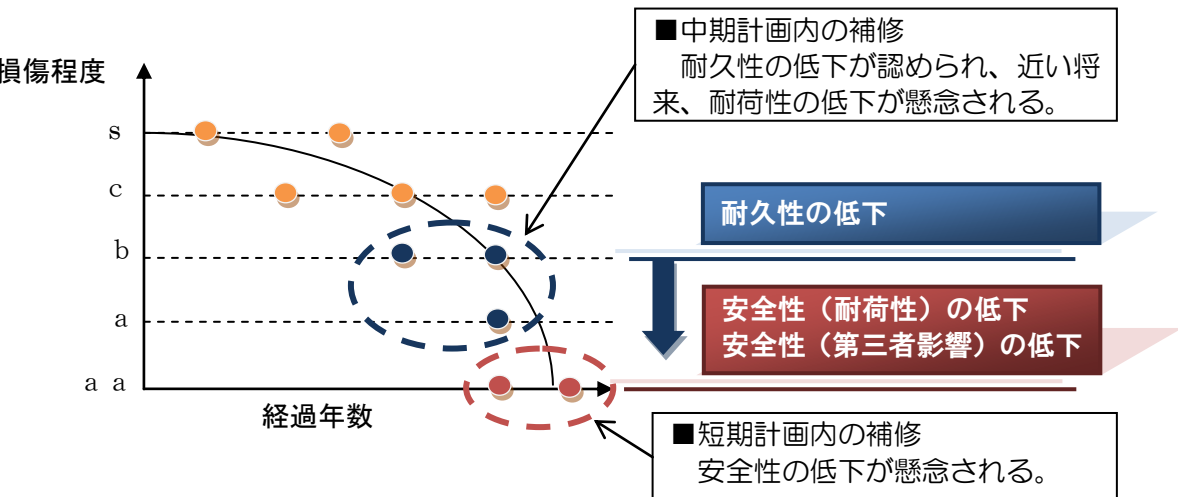 ■中期計画内の補修
耐久性の低下が認められ、近い将
来、耐荷性の低下が懸念される。
損傷程度
s
c
b
a
a a
経過年数
耐久性の低下
安全性（耐荷性）の低下
安全性（第三者影響）の低下
■短期計画内の補修
安全性の低下が懸念される。